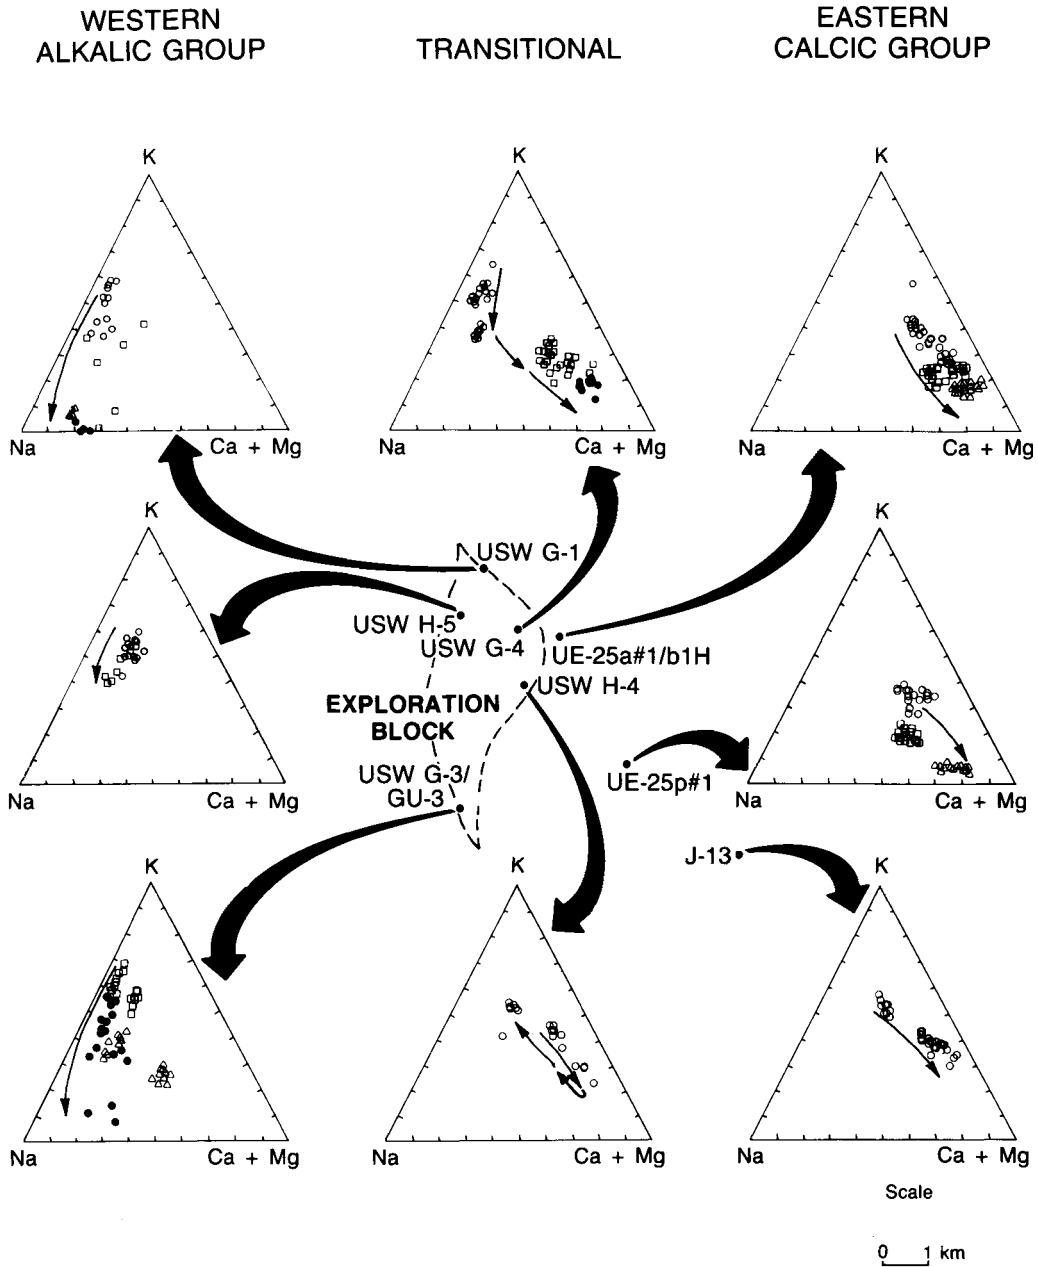 WESTERN
ALKALIC GROUP
TRANSITIONAL
EASTERN
CALCIC GROUP
K
K
K
Na
Ca + Mg
Na
Ca + Mg
Na
Ca + Mg
K
K
USW G-1
USW H-5
USW G-4
UE-25a#1/b1H
USW H-4
EXPLORATION
BLOCK
USW G-3/
GU-3
UE-25p#1
Na
Ca + Mg
Na
Ca + Mg
J-13
K
K
K
Na
Ca + Mg
Na
Ca + Mg
Na
Ca + Mg
Scale
0 1 km